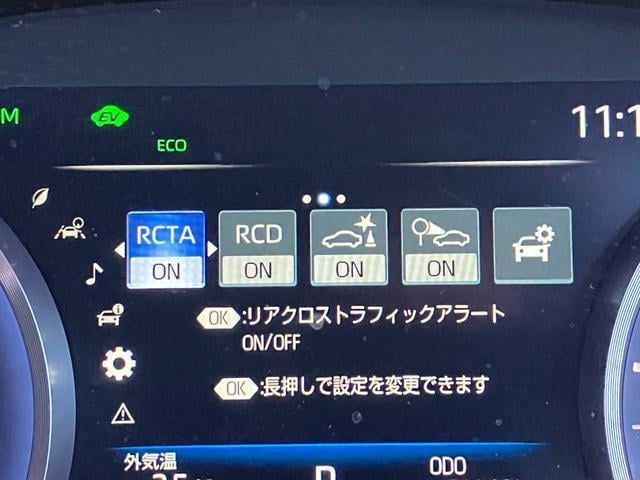 EV
11:1
ECO
RCTA
ON
RCD
ON
ON
ON
OK :リアクロストラフィックアラート
ON/OFF
OK :長押しで設定を変更できます
外気温
ODO